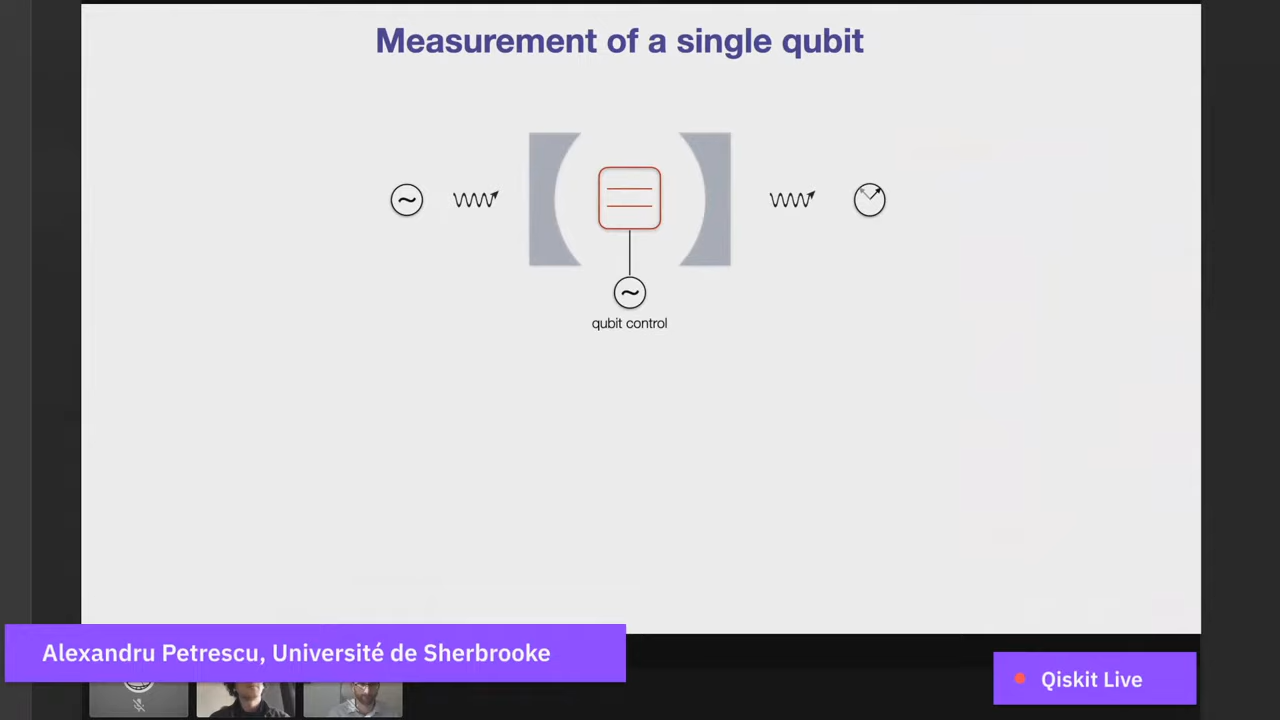 Measurement of a single qubit
qubit control
Alexandru Petrescu, Université de Sherbrooke
Qiskit Live